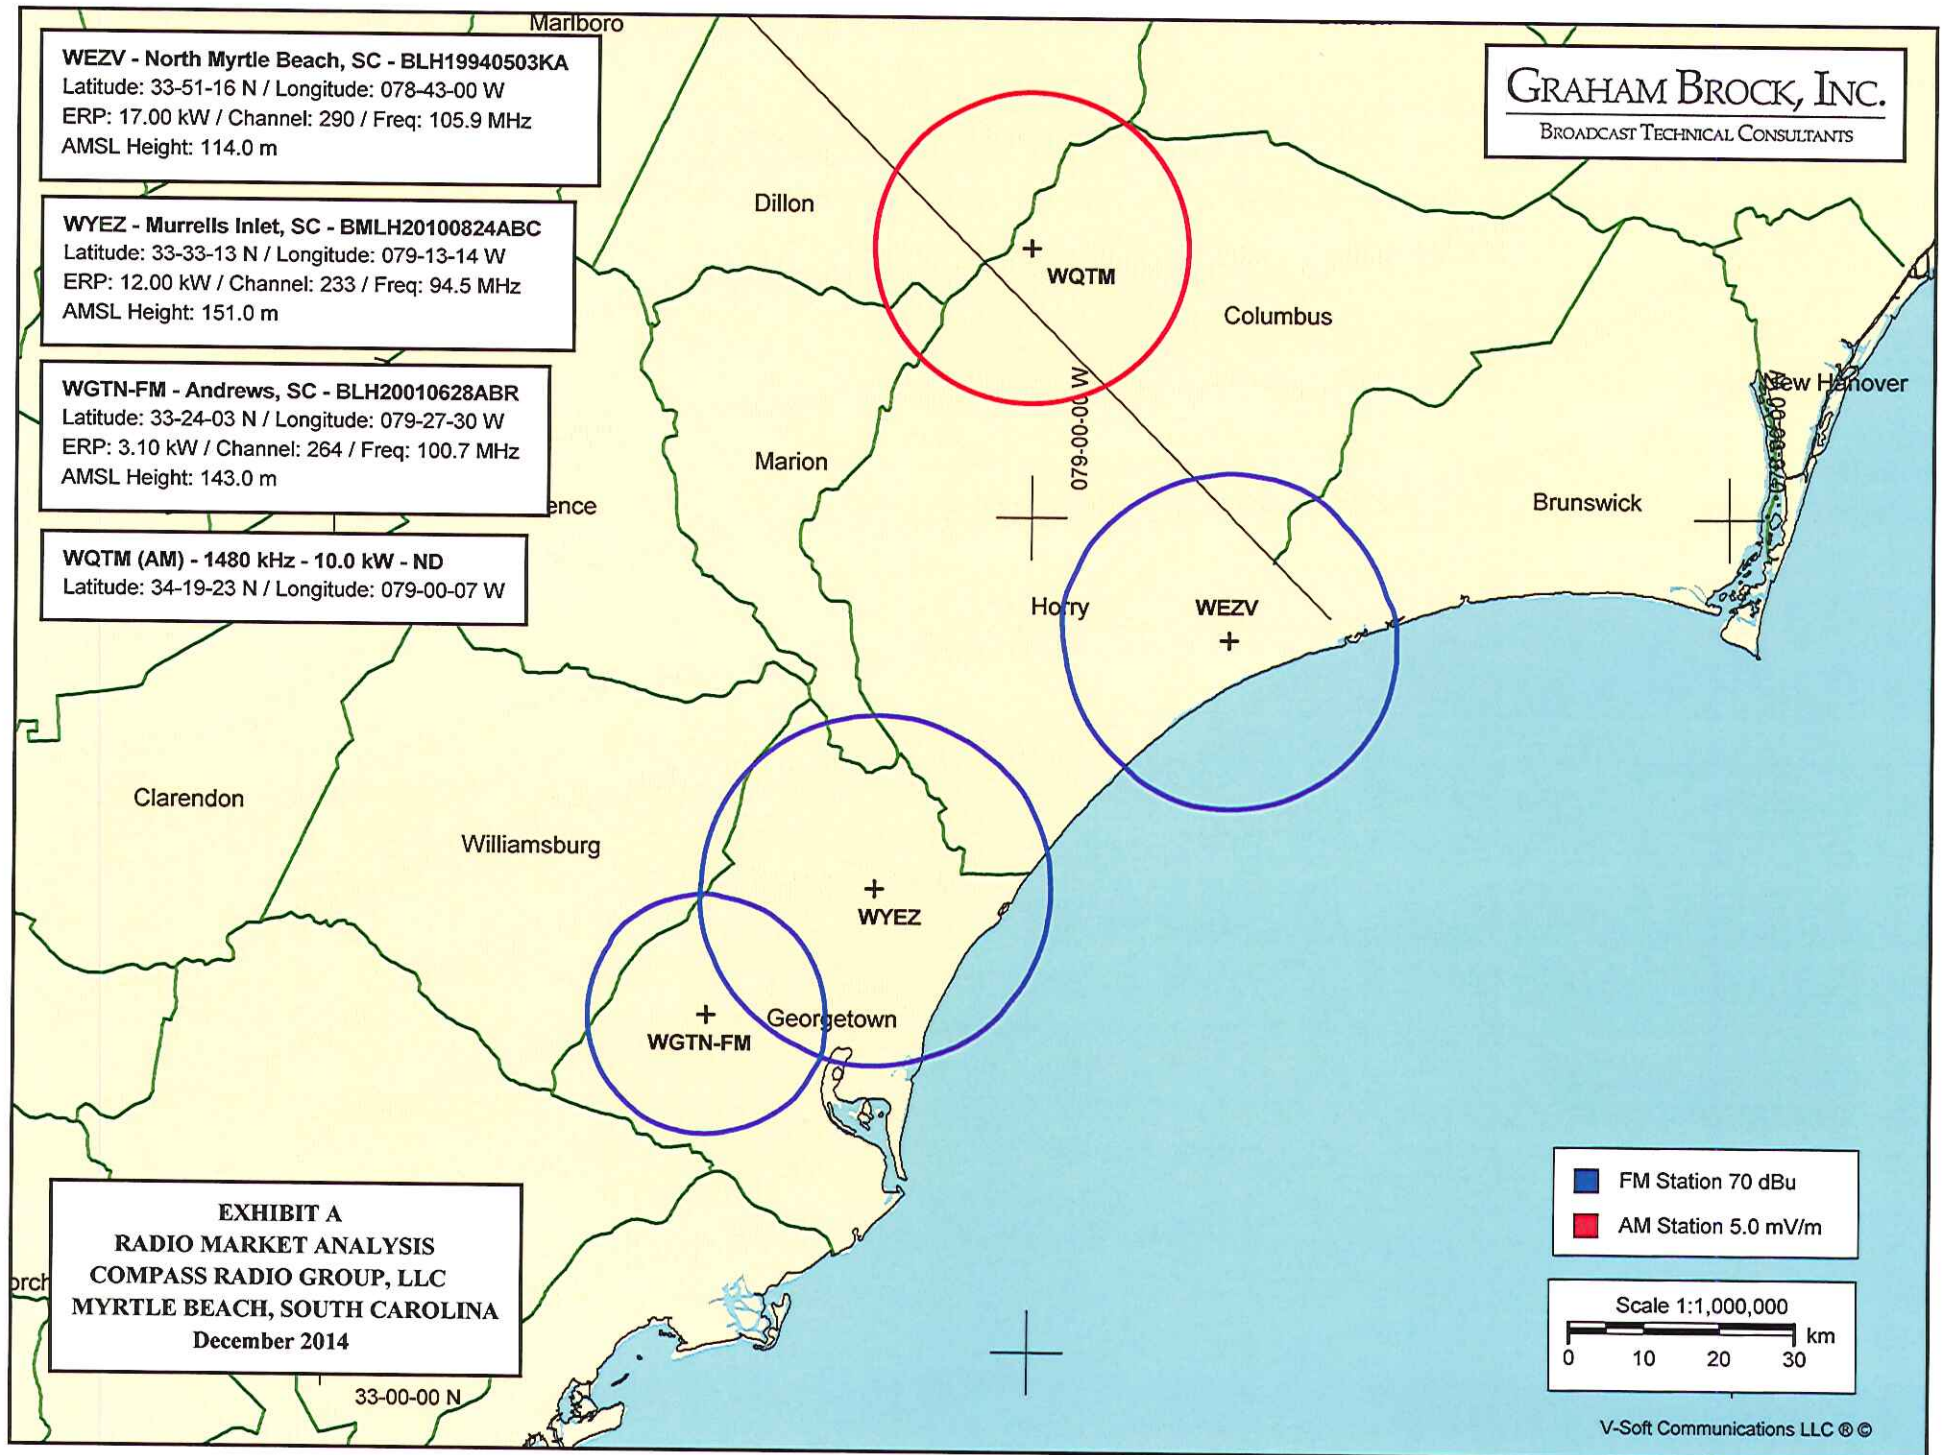 Marlboro
WEZV - North Myrtle Beach, SC - BLH19940503KA
Latitude: 33-51-16 N / Longitude: 078-43-00 W
ERP: 17.00 kW / Channel: 290 / Freq: 105.9 MHz
AMSL Height: 114.0 m
GRAHAM BROCK, INC.
BROADCAST TECHNICAL CONSULTANTS
WYEZ - Murrells Inlet, SC - BMLH20100824ABC
Latitude: 33-33-13 N / Longitude: 079-13-14 W
ERP: 12.00 kW / Channel: 233 / Freq: 94.5 MHz
AMSL Height: 151.0 m
Dillon
WQTM
Columbus
WGTN-FM - Andrews, SC - BLH20010628ABR
Latitude: 33-24-03 N / Longitude: 079-27-30 W
ERP: 3.10 kW / Channel: 264 / Freq: 100.7 MHz
AMSL Height: 143.0 m
New Hanover
079-00-00 W
Marion
ence
Brunswick
WQTM (AM) - 1480 kHz - 10.0 kW - ND
Latitude: 34-19-23 N / Longitude: 079-00-07 W
Horry
WEZV
Clarendon
Williamsburg
WYEZ
Georgetown
WGTN-FM
EXHIBIT A
RADIO MARKET ANALYSIS
COMPASS RADIO GROUP, LLC
MYRTLE BEACH, SOUTH CAROLINA
December 2014
orch
33-00-00 N
FM Station 70 dBu
AM Station 5.0 mV/m
Scale 1:1,000,000
km
0 10 20 30
V-Soft Communications LLC ® ©